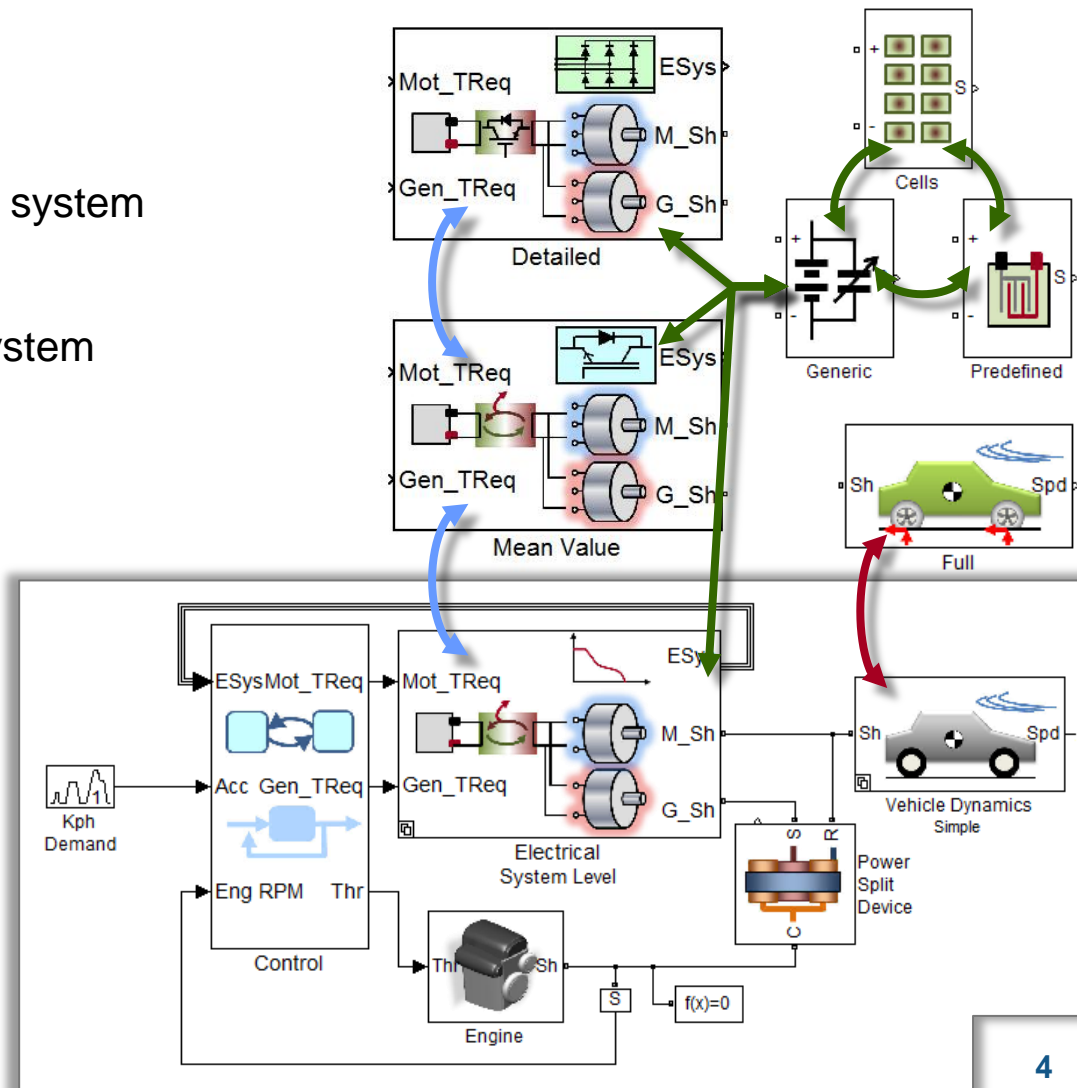 system
ystem
Mot_TReq
ESys
M_Sh
Gen_TReq
G_Sh
Detailed
+
-
S
Cells
+
-
Generic
+
-
S
Predefined
Mot_TReq
ESys
M_Sh
Gen_TReq
G_Sh
Mean Value
Sh
Spd
Full
Kph
Demand
ESys
Mot_TReq
Acc
Gen_TReq
Eng RPM
Thr
Control
Mot_TReq
ESy
M_Sh
Gen_TReq
G_Sh
Electrical
System Level
Sh
Spd
Vehicle Dynamics
Simple
S
R
C
Power
Split
Device
Thr
Sh
Engine
S
f(x)=0
4